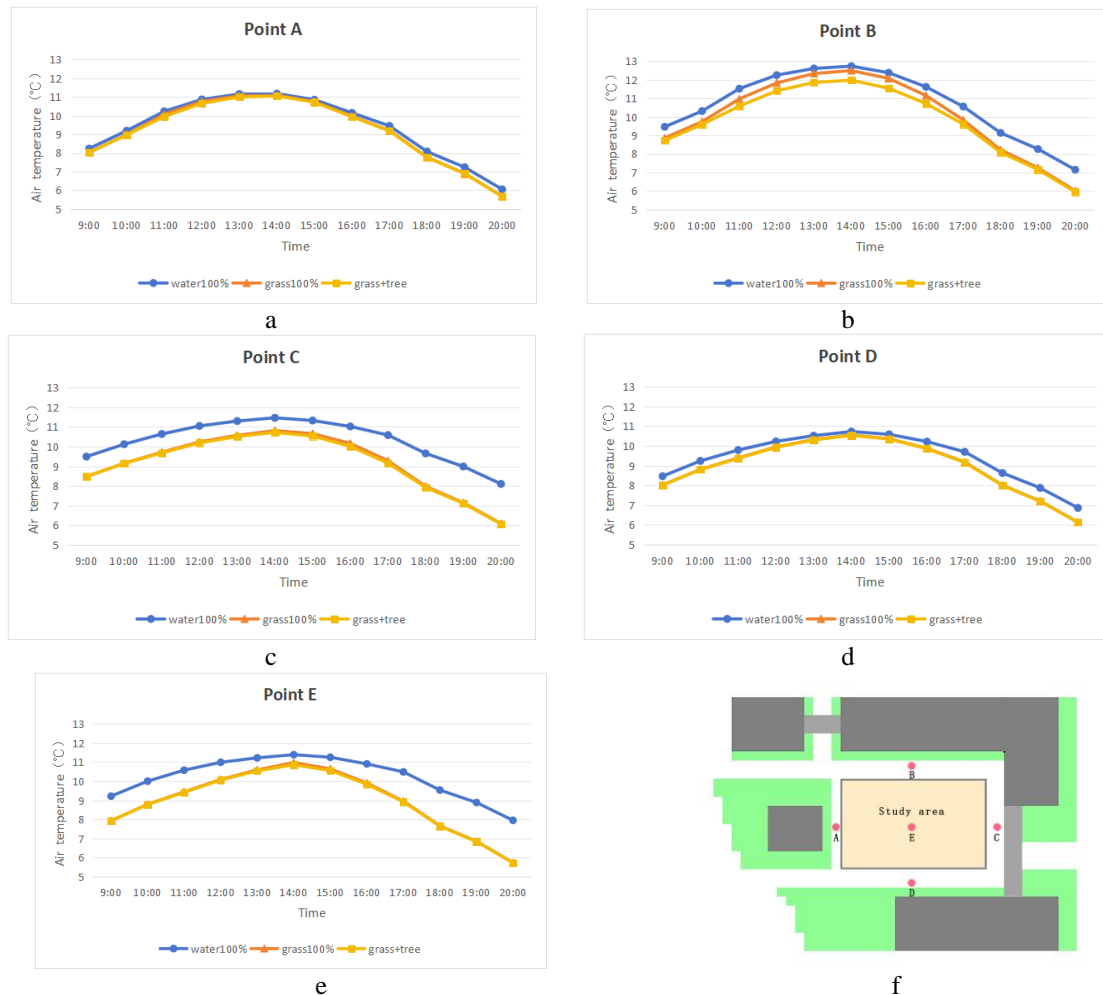 Point A
Air temperature (℃)
13
12
11
10
9
8
7
6
5
9:00 10:00 11:00 12:00 13:00 14:00 15:00 16:00 17:00 18:00 19:00 20:00
Time
water100% grass100% grass+tree
a
Point B
Air temperature (℃)
13
12
11
10
9
8
7
6
5
9:00 10:00 11:00 12:00 13:00 14:00 15:00 16:00 17:00 18:00 19:00 20:00
Time
water100% grass100% grass+tree
b
Point C
Air temperature (℃)
13
12
11
10
9
8
7
6
5
9:00 10:00 11:00 12:00 13:00 14:00 15:00 16:00 17:00 18:00 19:00 20:00
Time
water100% grass100% grass+tree
c
Point D
Air temperature (℃)
13
12
11
10
9
8
7
6
5
9:00 10:00 11:00 12:00 13:00 14:00 15:00 16:00 17:00 18:00 19:00 20:00
Time
water100% grass100% grass+tree
d
Point E
Air temperature (℃)
13
12
11
10
9
8
7
6
5
9:00 10:00 11:00 12:00 13:00 14:00 15:00 16:00 17:00 18:00 19:00 20:00
Time
water100% grass100% grass+tree
e
B
Study area
A E C
D
f